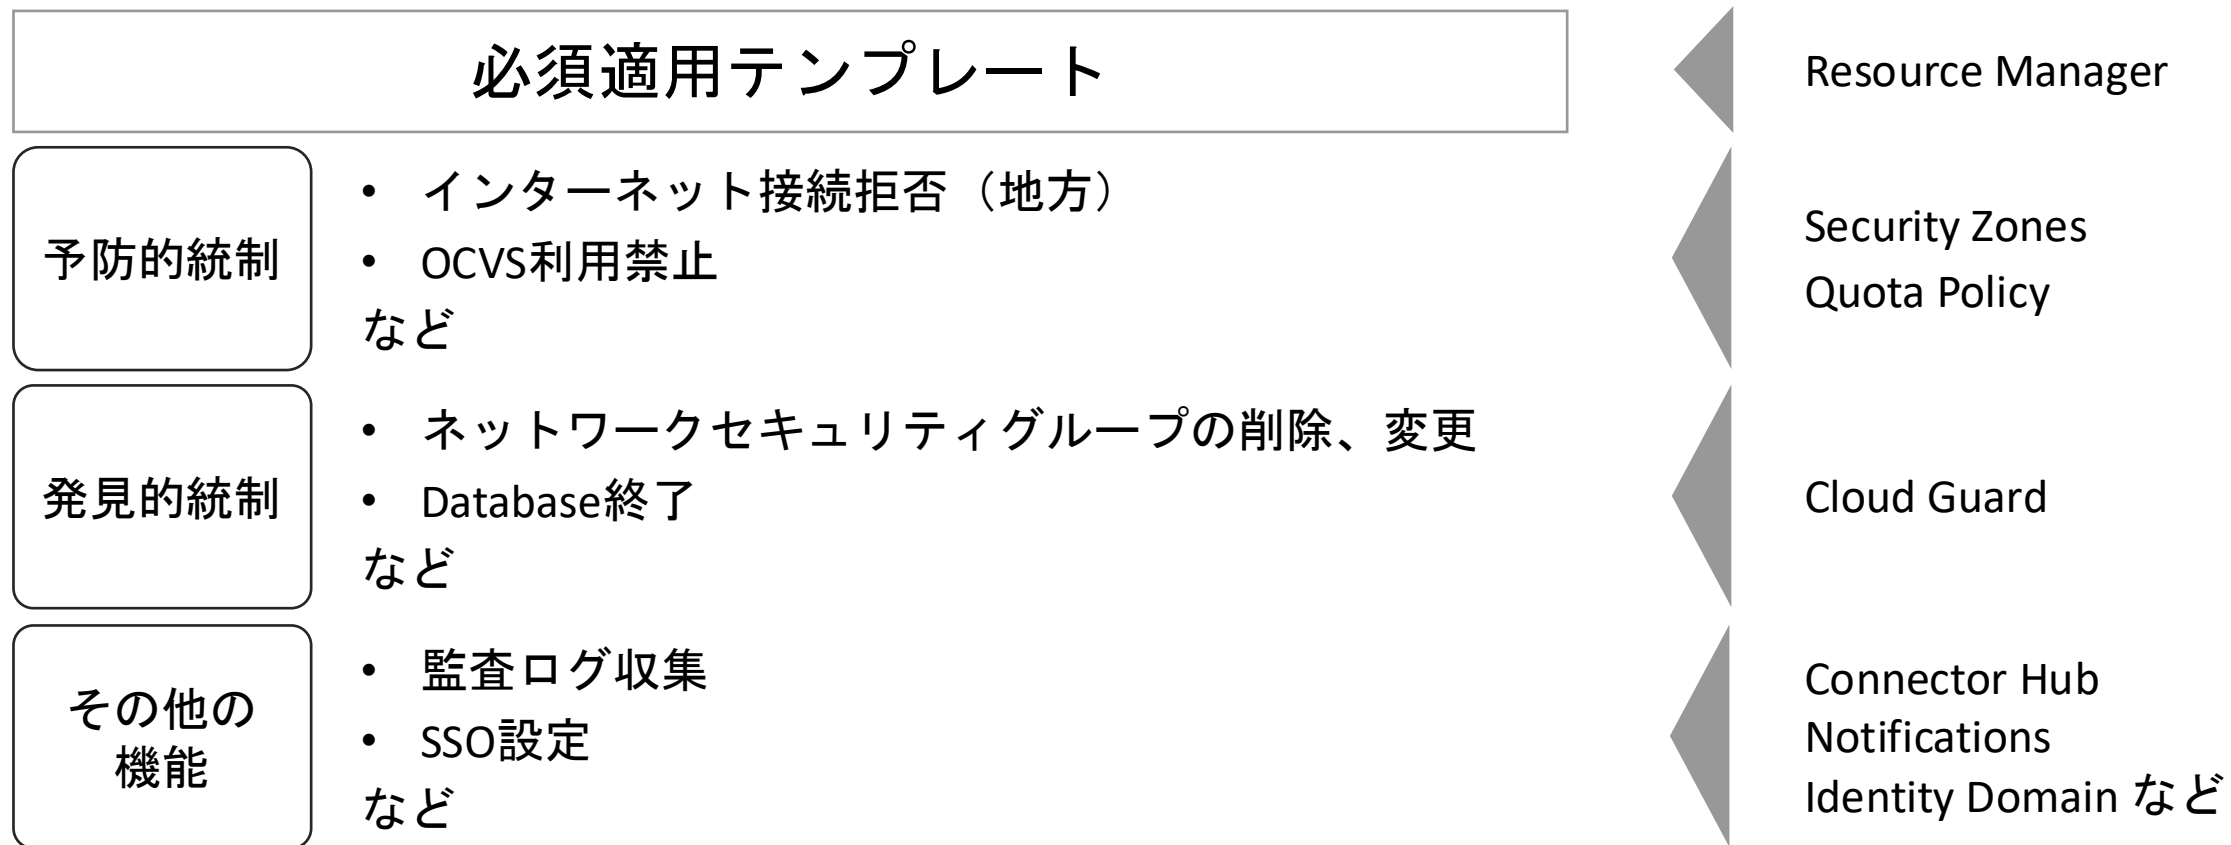 必須適用テンプレート
Resource Manager
予防的統制
• インターネット接続拒否（地方）
• OCVS利用禁止
など
Security Zones
Quota Policy
発見的統制
• ネットワークセキュリティグループの削除、変更
• Database終了
など
Cloud Guard
その他の
機能
• 監査ログ収集
• SSO設定
など
Connector Hub
Notifications
Identity Domain など